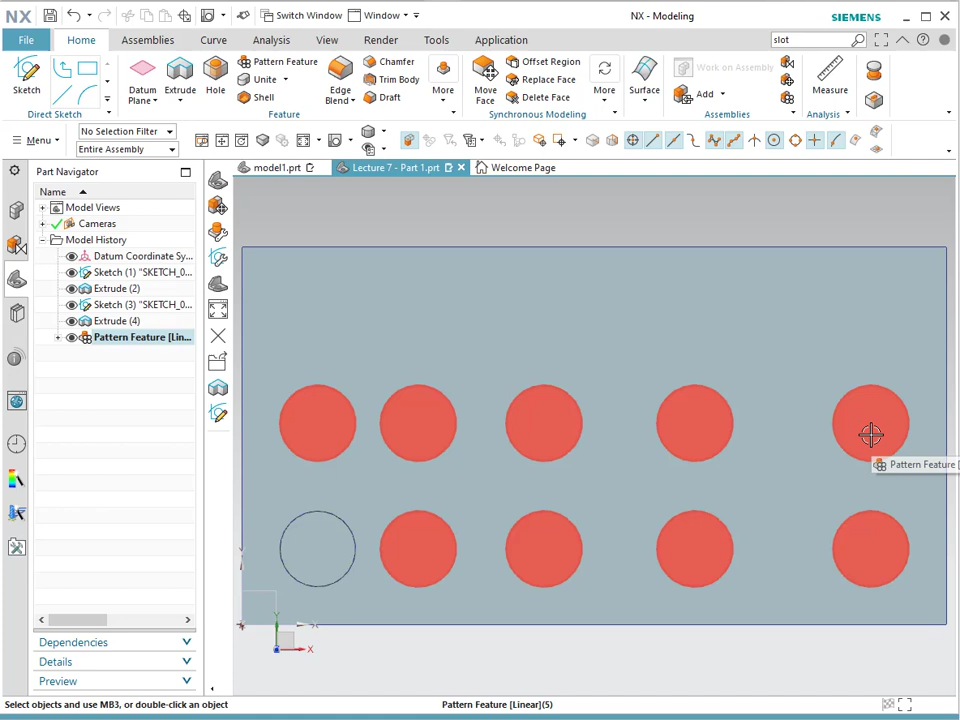 NX Switch Window Window NX - Modeling SIEMENS
File Home Assemblies Curve Analysis View Render Tools Application slot
Sketch Datum Plane Extrude Hole Pattern Feature Unite Shell Edge Blend Chamfer Trim Body Draft More Move Face Offset Region Replace Face Delete Face More Surface Work on Assembly Add Measure
Direct Sketch Feature Synchronous Modeling Assemblies Analysis
Menu No Selection Filter
Entire Assembly
Part Navigator model1.prt Lecture 7 - Part 1.prt Welcome Page
Name
Model Views
Cameras
Model History
Datum Coordinate Sy...
Sketch (1) "SKETCH_0...
Extrude (2)
Sketch (3) "SKETCH_0...
Extrude (4)
Pattern Feature [Lin...
Pattern Feature [
Y
X
X
Dependencies
Details
Preview
Select objects and use MB3, or double-click an object Pattern Feature [Linear](5)